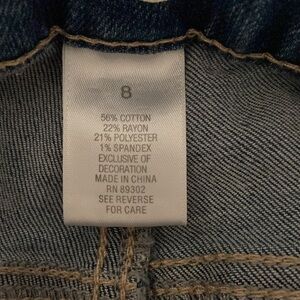 8
56% COTTON
22% RAYON
21% POLYESTER
1% SPANDEX
EXCLUSIVE OF
DECORATION
MADE IN CHINA
RN 89302
SEE REVERSE
FOR CARE